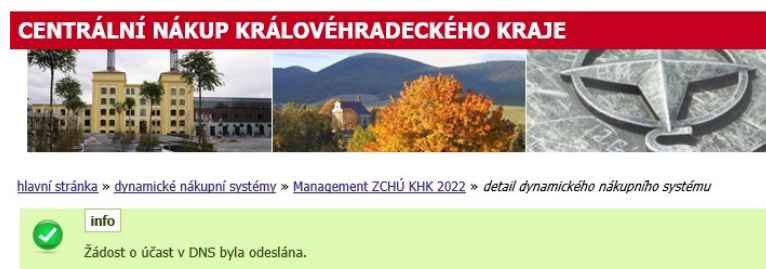 CENTRÁLNÍ NÁKUP KRÁLOVÉHRADECKÉHO KRAJE
hlavní stránka » dynamické nákupní systémy » Management ZCHÚ KHK 2022 » detail dynamického nákupního systému
info
Žádost o účast v DNS byla odeslána.